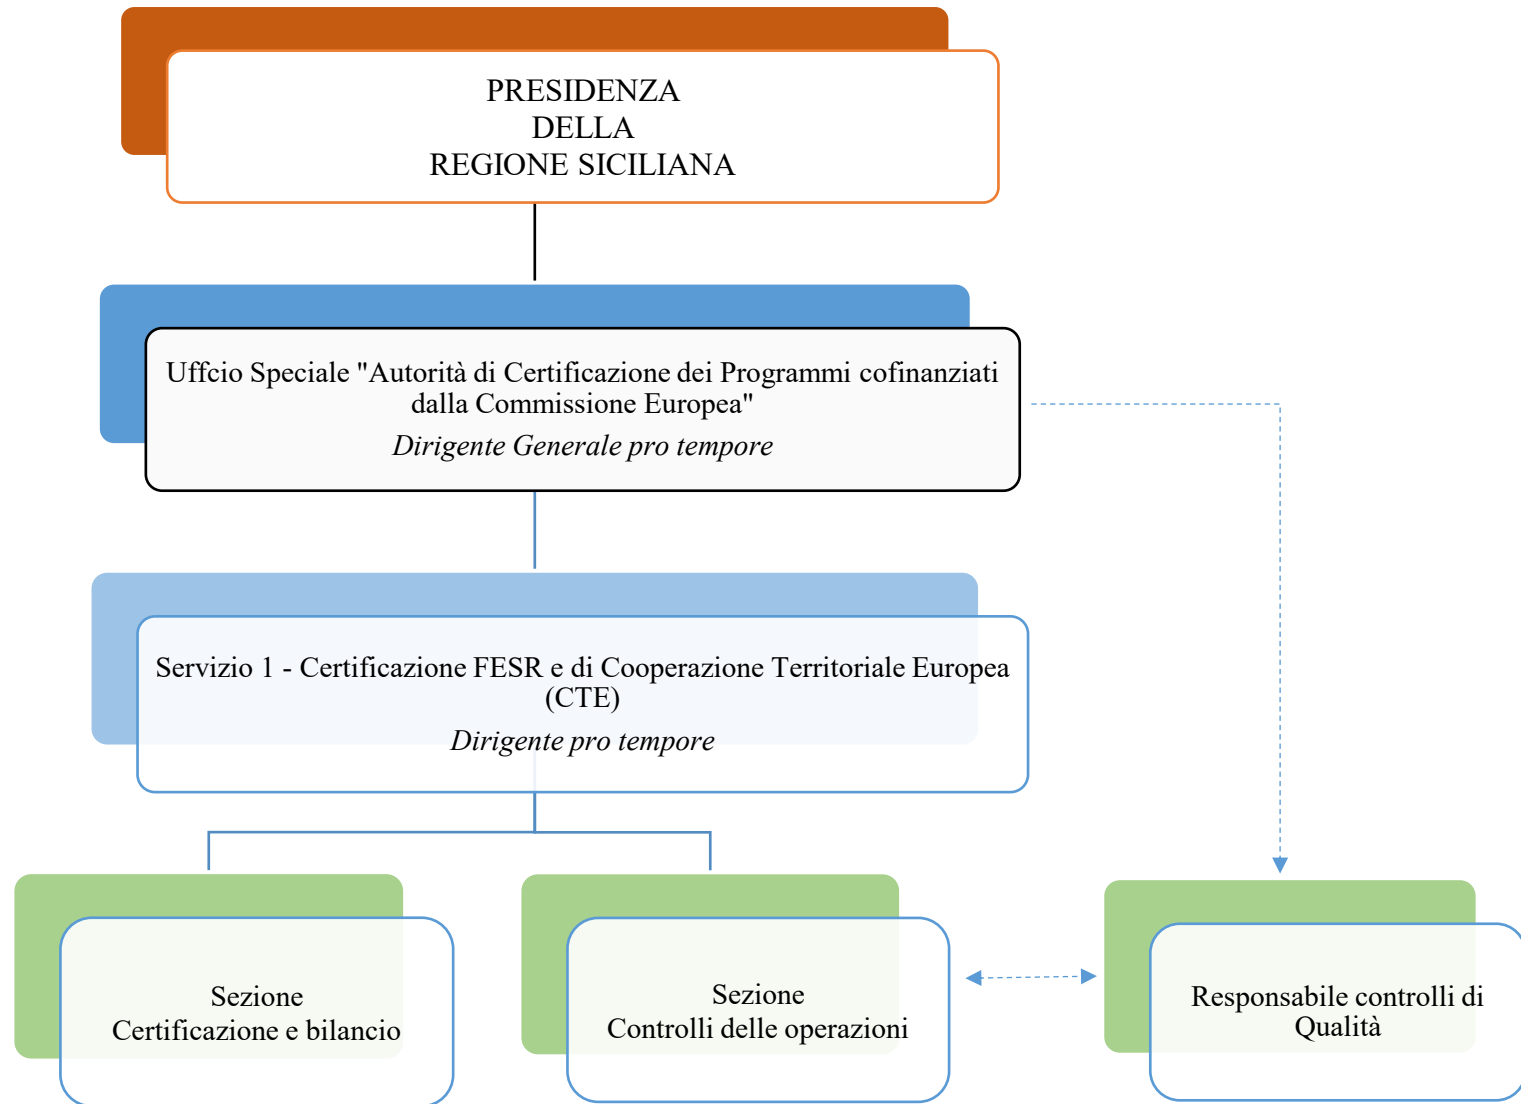 PRESIDENZA
DELLA
REGIONE SICILIANA
Uffcio Speciale "Autorità di Certificazione dei Programmi cofinanziati
dalla Commissione Europea"
Dirigente Generale pro tempore
Servizio 1 - Certificazione FESR e di Cooperazione Territoriale Europea
(CTE)
Dirigente pro tempore
Sezione
Certificazione e bilancio
Sezione
Controlli delle operazioni
Responsabile controlli di
Qualità